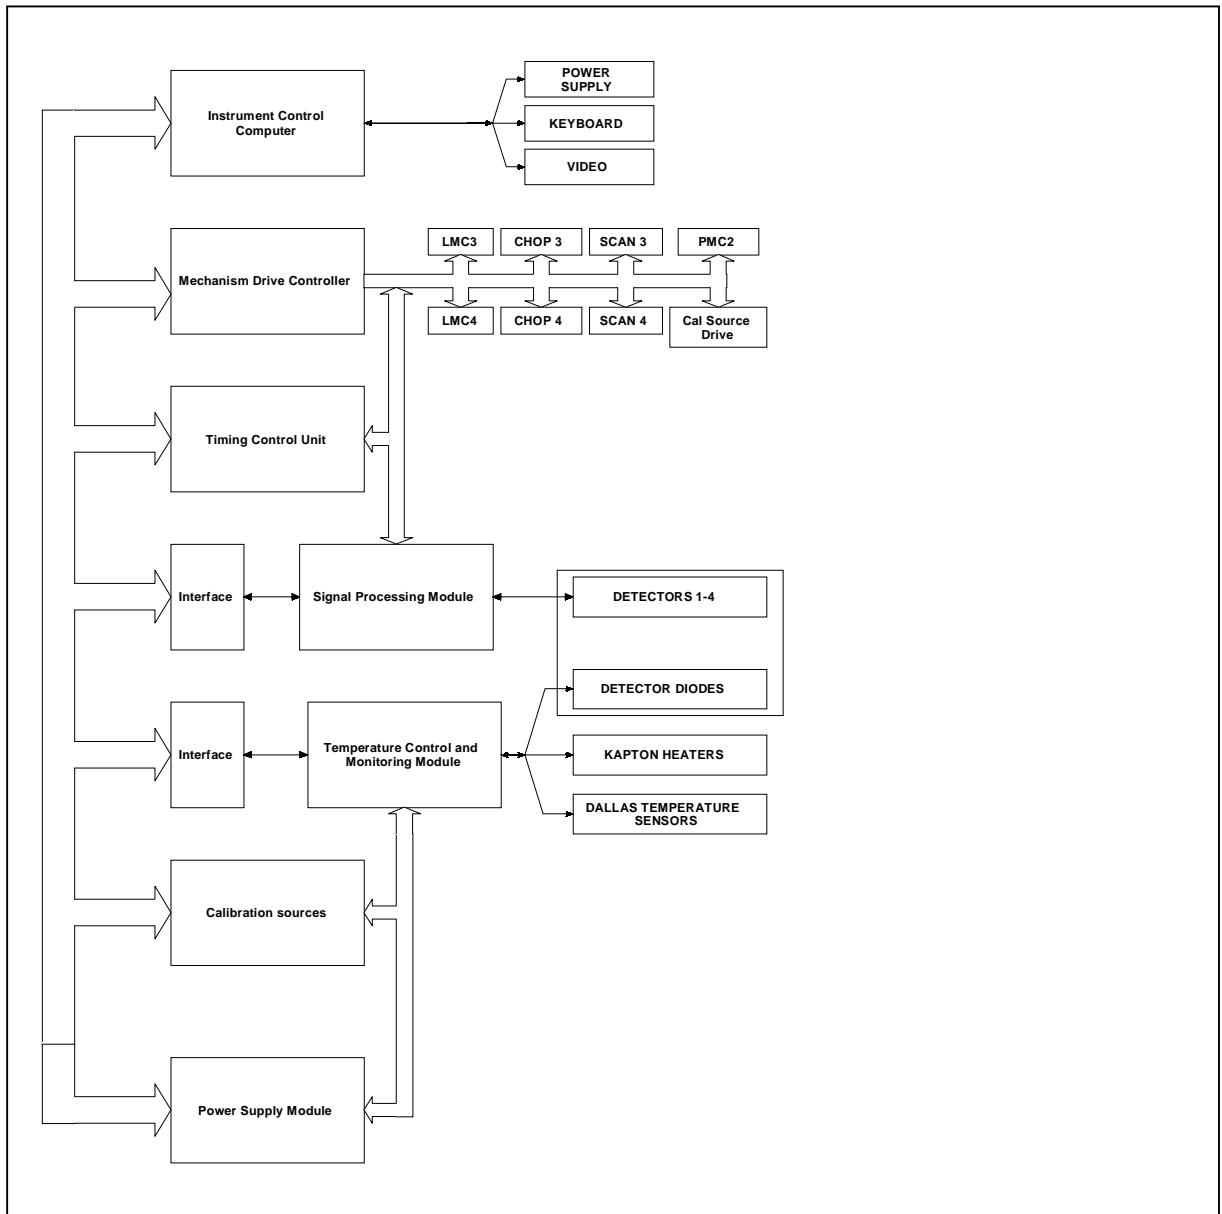 POWER
SUPPLY
Instrument Control
Computer
KEYBOARD
VIDEO
LMC3
CHOP 3
SCAN 3
PMC2
Mechanism Drive Controller
LMC4
CHOP 4
SCAN 4
Cal Source
Drive
Timing Control Unit
Interface
Signal Processing Module
DETECTORS 1-4
DETECTOR DIODES
Interface
Temperature Control and
Monitoring Module
KAPTON HEATERS
DALLAS TEMPERATURE
SENSORS
Calibration sources
Power Supply Module